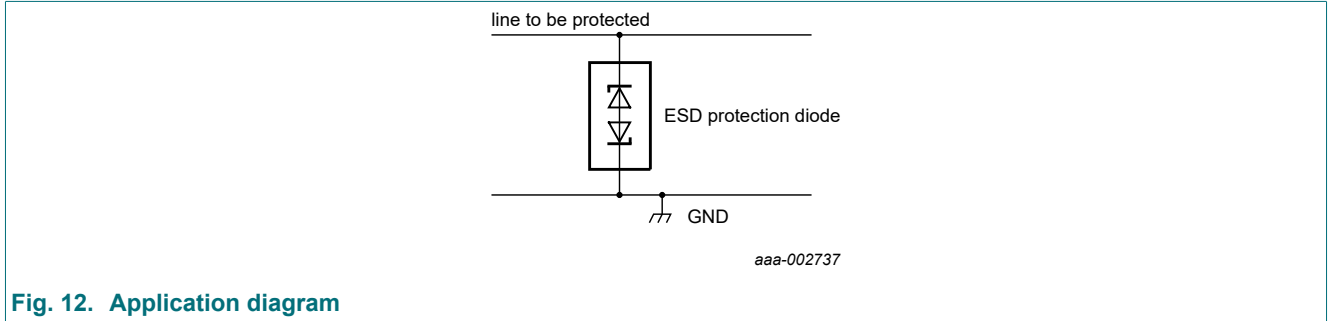 line to be protected
ESD protection diode
GND
aaa-002737
Fig. 12. Application diagram